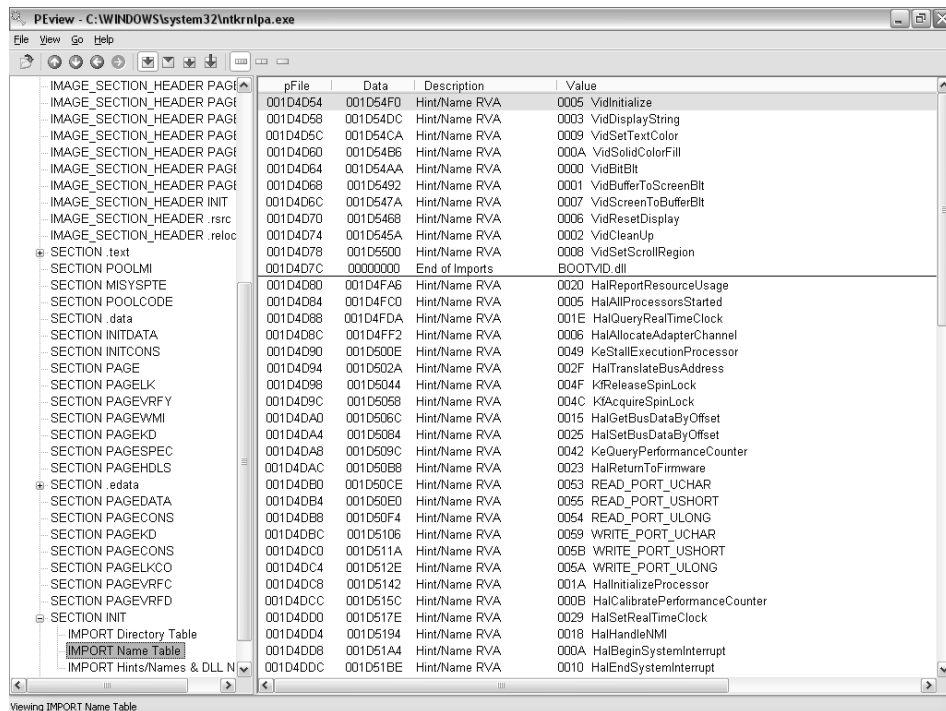 PEview - C:\WINDOWS\system32\ntkrnlpa.exe
File View Go Help
IMAGE_SECTION_HEADER PAGE
IMAGE_SECTION_HEADER PAGE
IMAGE_SECTION_HEADER PAGE
IMAGE_SECTION_HEADER PAGE
IMAGE_SECTION_HEADER PAGE
IMAGE_SECTION_HEADER PAGE
IMAGE_SECTION_HEADER PAGE
IMAGE_SECTION_HEADER INIT
IMAGE_SECTION_HEADER .rsrc
IMAGE_SECTION_HEADER .reloc
SECTION .text
SECTION POOLMI
SECTION MISYSPTE
SECTION POOLCODE
SECTION .data
SECTION INITDATA
SECTION INITCONS
SECTION PAGE
SECTION PAGELK
SECTION PAGEVRFY
SECTION PAGEWMI
SECTION PAGEKD
SECTION PAGESPEC
SECTION PAGEHDLS
SECTION .edata
SECTION PAGEDATA
SECTION PAGECONS
SECTION PAGEKD
SECTION PAGECONS
SECTION PAGELKCO
SECTION PAGEVRFC
SECTION PAGEVRFD
SECTION INIT
IMPORT Directory Table
IMPORT Name Table
IMPORT Hints/Names & DLL N
pFile Data Description Value
001D4D54 001D54F0 Hint/Name RVA 0005 VidInitialize
001D4D58 001D54DC Hint/Name RVA 0003 VidDisplayString
001D4D5C 001D54CA Hint/Name RVA 0009 VidSetTextColor
001D4D60 001D54B6 Hint/Name RVA 000A VidSolidColorFill
001D4D64 001D54AA Hint/Name RVA 0000 VidBitBlt
001D4D68 001D5492 Hint/Name RVA 0001 VidBufferToScreenBlt
001D4D6C 001D547A Hint/Name RVA 0007 VidScreenToBufferBlt
001D4D70 001D5468 Hint/Name RVA 0006 VidResetDisplay
001D4D74 001D545A Hint/Name RVA 0002 VidCleanUp
001D4D78 001D5500 Hint/Name RVA 0008 VidSetScrollRegion
001D4D7C 00000000 End of Imports BOOTVID.dll
001D4D80 001D4FA6 Hint/Name RVA 0020 HalReportResourceUsage
001D4D84 001D4FC0 Hint/Name RVA 0005 HalAllProcessorsStarted
001D4D88 001D4FDA Hint/Name RVA 001E HalQueryRealTimeClock
001D4D8C 001D4FF2 Hint/Name RVA 0006 HalAllocateAdapterChannel
001D4D90 001D500E Hint/Name RVA 0049 KeStallExecutionProcessor
001D4D94 001D502A Hint/Name RVA 002F HalTranslateBusAddress
001D4D98 001D5044 Hint/Name RVA 004F KfReleaseSpinLock
001D4D9C 001D5058 Hint/Name RVA 004C KfAcquireSpinLock
001D4DA0 001D506C Hint/Name RVA 0015 HalGetBusDataByOffset
001D4DA4 001D5084 Hint/Name RVA 0025 HalSetBusDataByOffset
001D4DA8 001D509C Hint/Name RVA 0042 KeQueryPerformanceCounter
001D4DAC 001D50B8 Hint/Name RVA 0023 HalReturnToFirmware
001D4DB0 001D50CE Hint/Name RVA 0053 READ_PORT_UCHAR
001D4DB4 001D50E0 Hint/Name RVA 0055 READ_PORT_USHORT
001D4DB8 001D50F4 Hint/Name RVA 0054 READ_PORT_ULONG
001D4DBC 001D5106 Hint/Name RVA 0059 WRITE_PORT_UCHAR
001D4DC0 001D511A Hint/Name RVA 005B WRITE_PORT_USHORT
001D4DC4 001D512E Hint/Name RVA 005A WRITE_PORT_ULONG
001D4DC8 001D5142 Hint/Name RVA 001A HalInitializeProcessor
001D4DCC 001D515C Hint/Name RVA 000B HalCalibratePerformanceCounter
001D4DD0 001D517E Hint/Name RVA 0029 HalSetRealTimeClock
001D4DD4 001D5194 Hint/Name RVA 0018 HalHandleNMI
001D4DD8 001D51A4 Hint/Name RVA 000A HalBeginSystemInterrupt
001D4DDC 001D51BE Hint/Name RVA 0010 HalEndSystemInterrupt
Viewing IMPORT Name Table